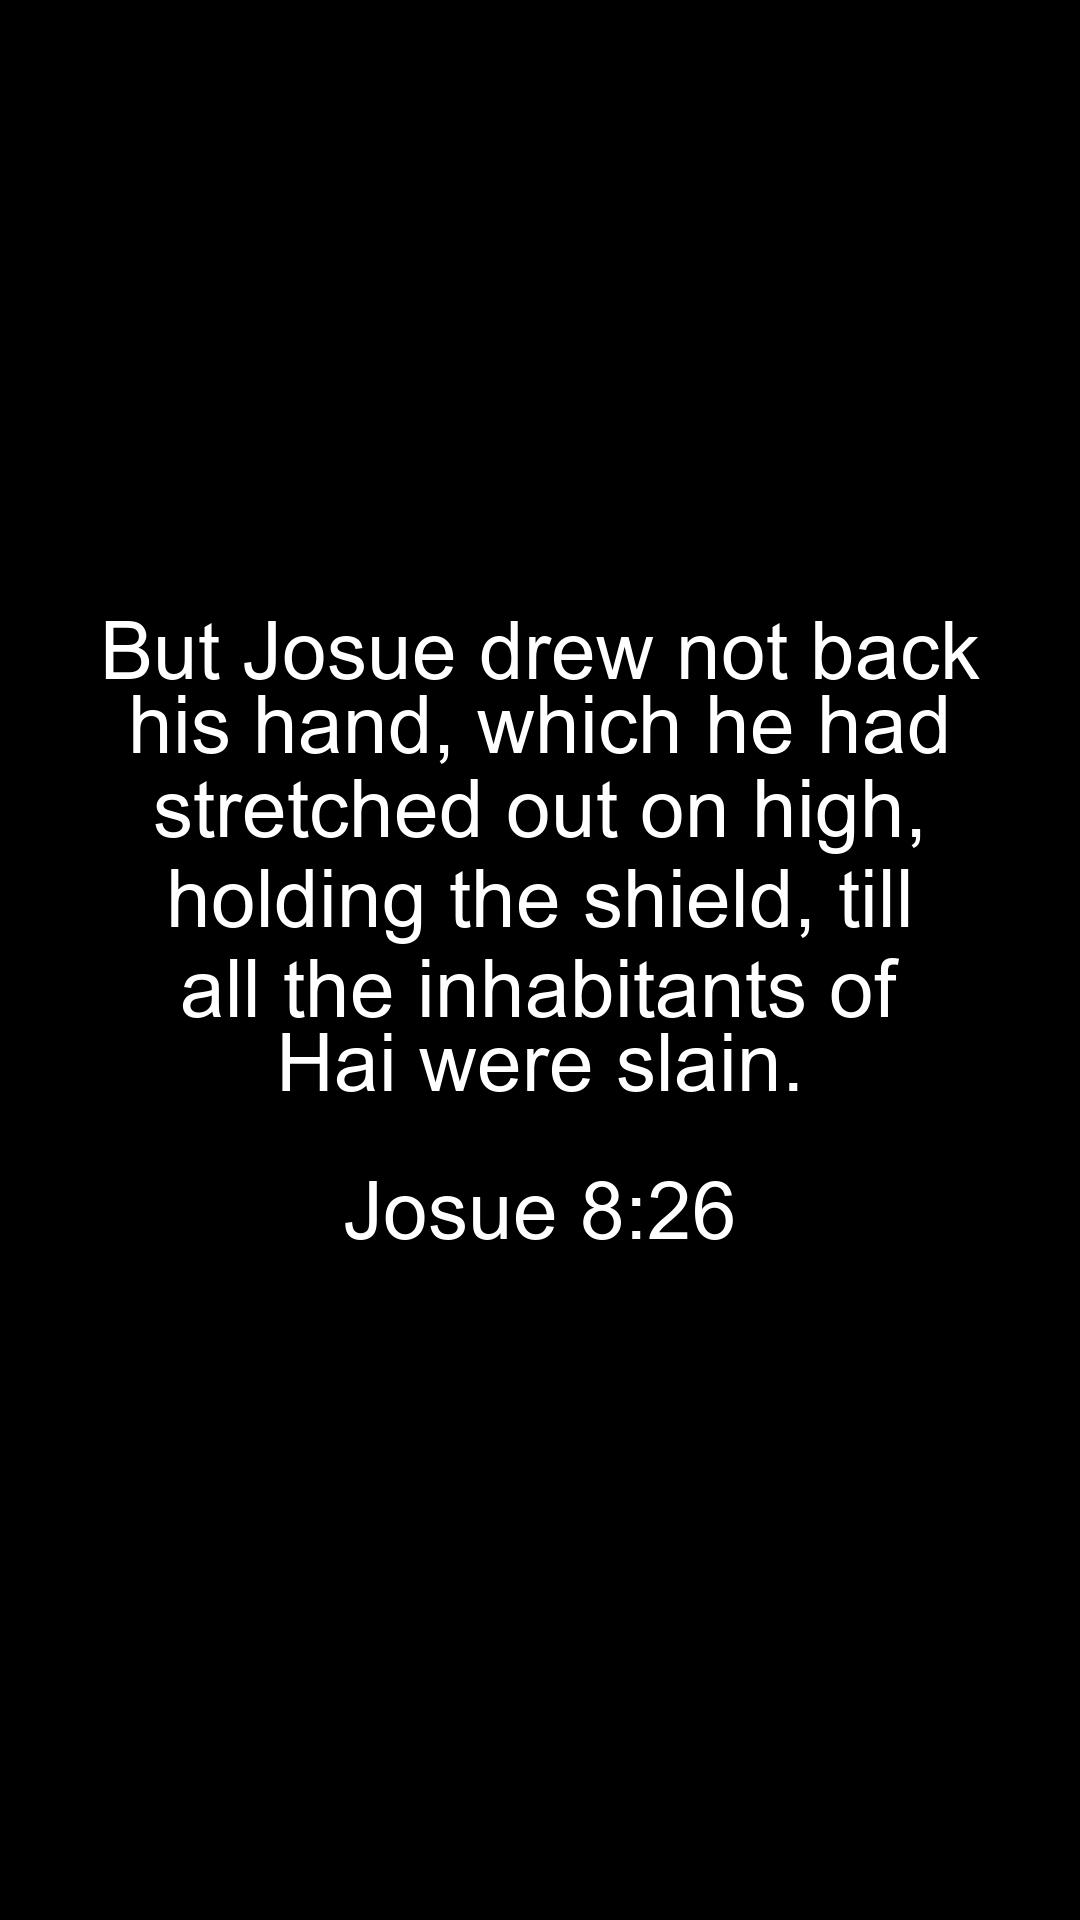 But Josue drew not back
his hand, which he had
stretched out on high,
holding the shield, till
all the inhabitants of
Hai were slain.
Josue 8:26